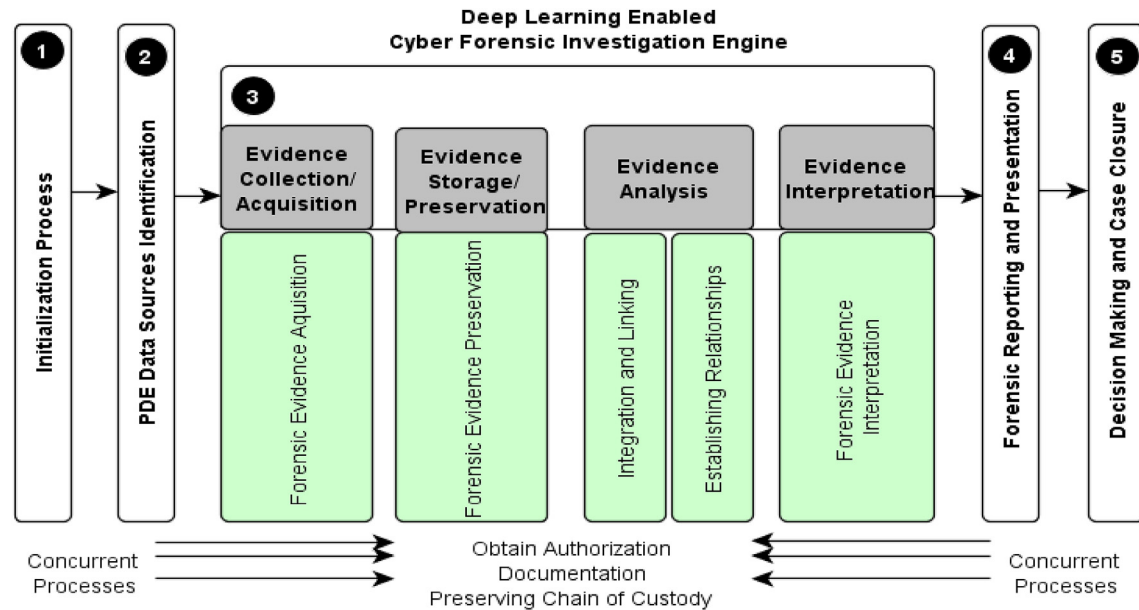 Deep Learning Enabled
Cyber Forensic Investigation Engine
1
Initialization Process
2
PDE Data Sources Identification
3
Evidence
Collection/
Acquisition
Evidence
Storage/
Preservation
Evidence
Analysis
Evidence
Interpretation
Forensic Evidence Aquisition
Forensic Evidence Preservation
Integration and Linking
Establishing Relationships
Forensic Evidence
Interpretation
4
Forensic Reporting and Presentation
5
Decision Making and Case Closure
Concurrent
Processes
Obtain Authorization
Documentation
Preserving Chain of Custody
Concurrent
Processes